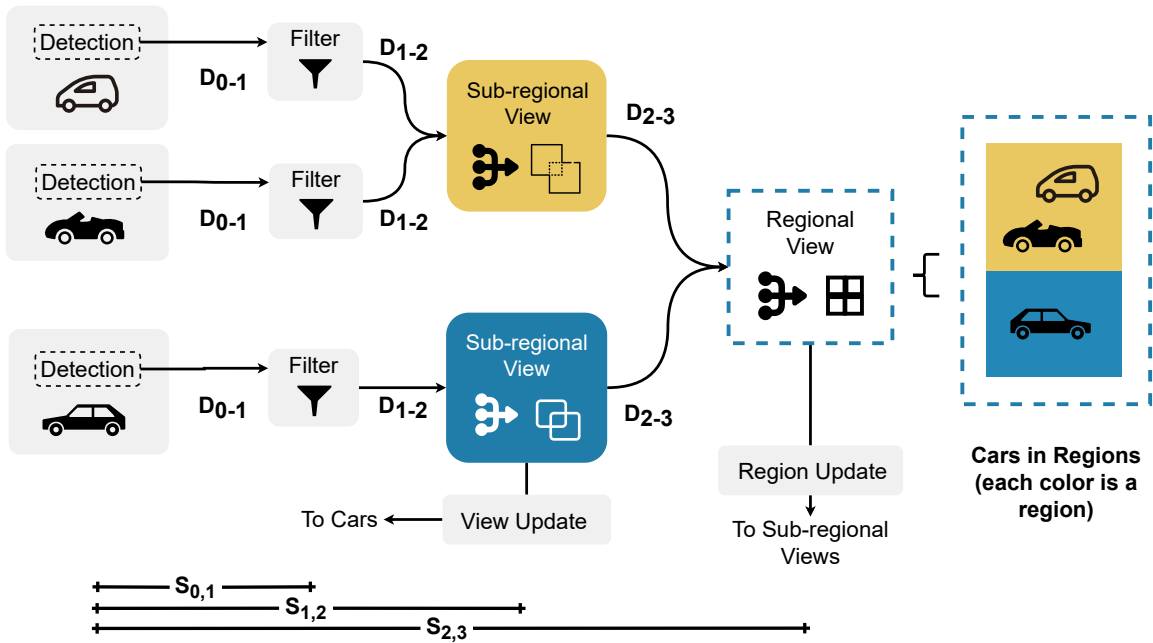 Detection
D0-1
Filter
D1-2
Sub-regional
View
D2-3
Detection
D0-1
Filter
D1-2
Regional
View
Detection
D0-1
Filter
D1-2
Sub-regional
View
D2-3
Cars in Regions
(each color is a
region)
Region Update
To Cars
View Update
To Sub-regional
Views
S0,1
S1,2
S2,3